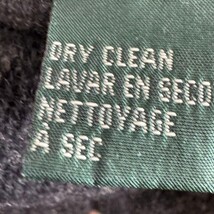 DRY CLEAN
LAVAR EN SECO
NETTOYAGE
À SEC